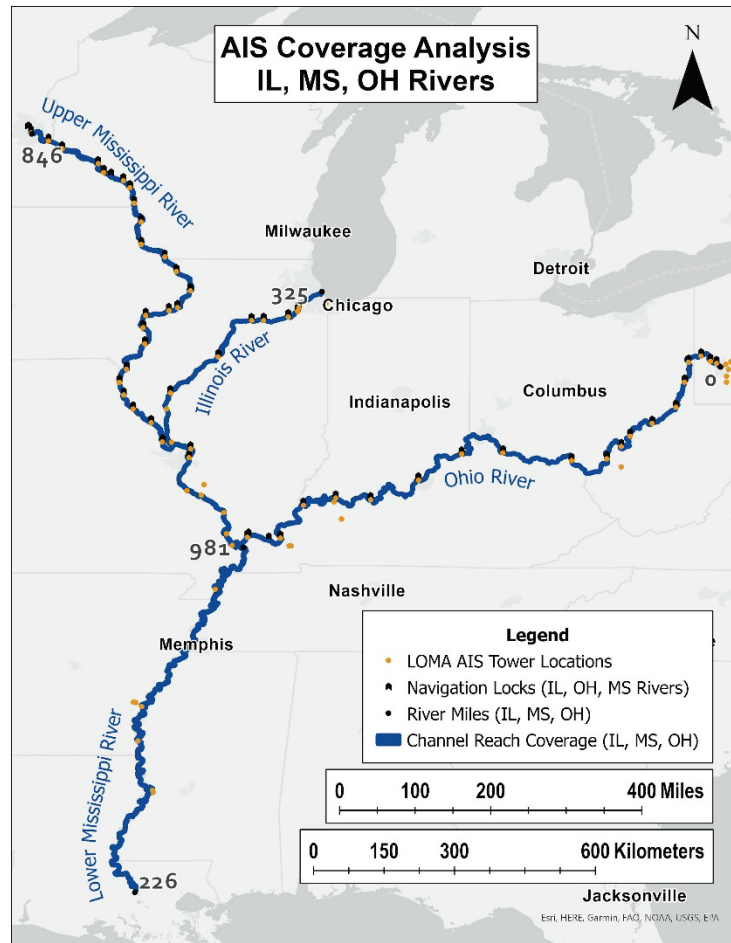 AIS Coverage Analysis
IL, MS, OH Rivers
N
Upper Mississippi River
846
Milwaukee
Detroit
325
Chicago
Illinois River
Indianapolis
Columbus
0
Ohio River
981
Nashville
Memphis
Legend
LOMA AIS Tower Locations
Navigation Locks (IL, OH, MS Rivers)
River Miles (IL, MS, OH)
Channel Reach Coverage (IL, MS, OH)
Lower Mississippi River
0 100 200 400 Miles
0 150 300 600 Kilometers
226
Jacksonville
Esri, HERE, Garmin, FAO, NOAA, USGS, EPA